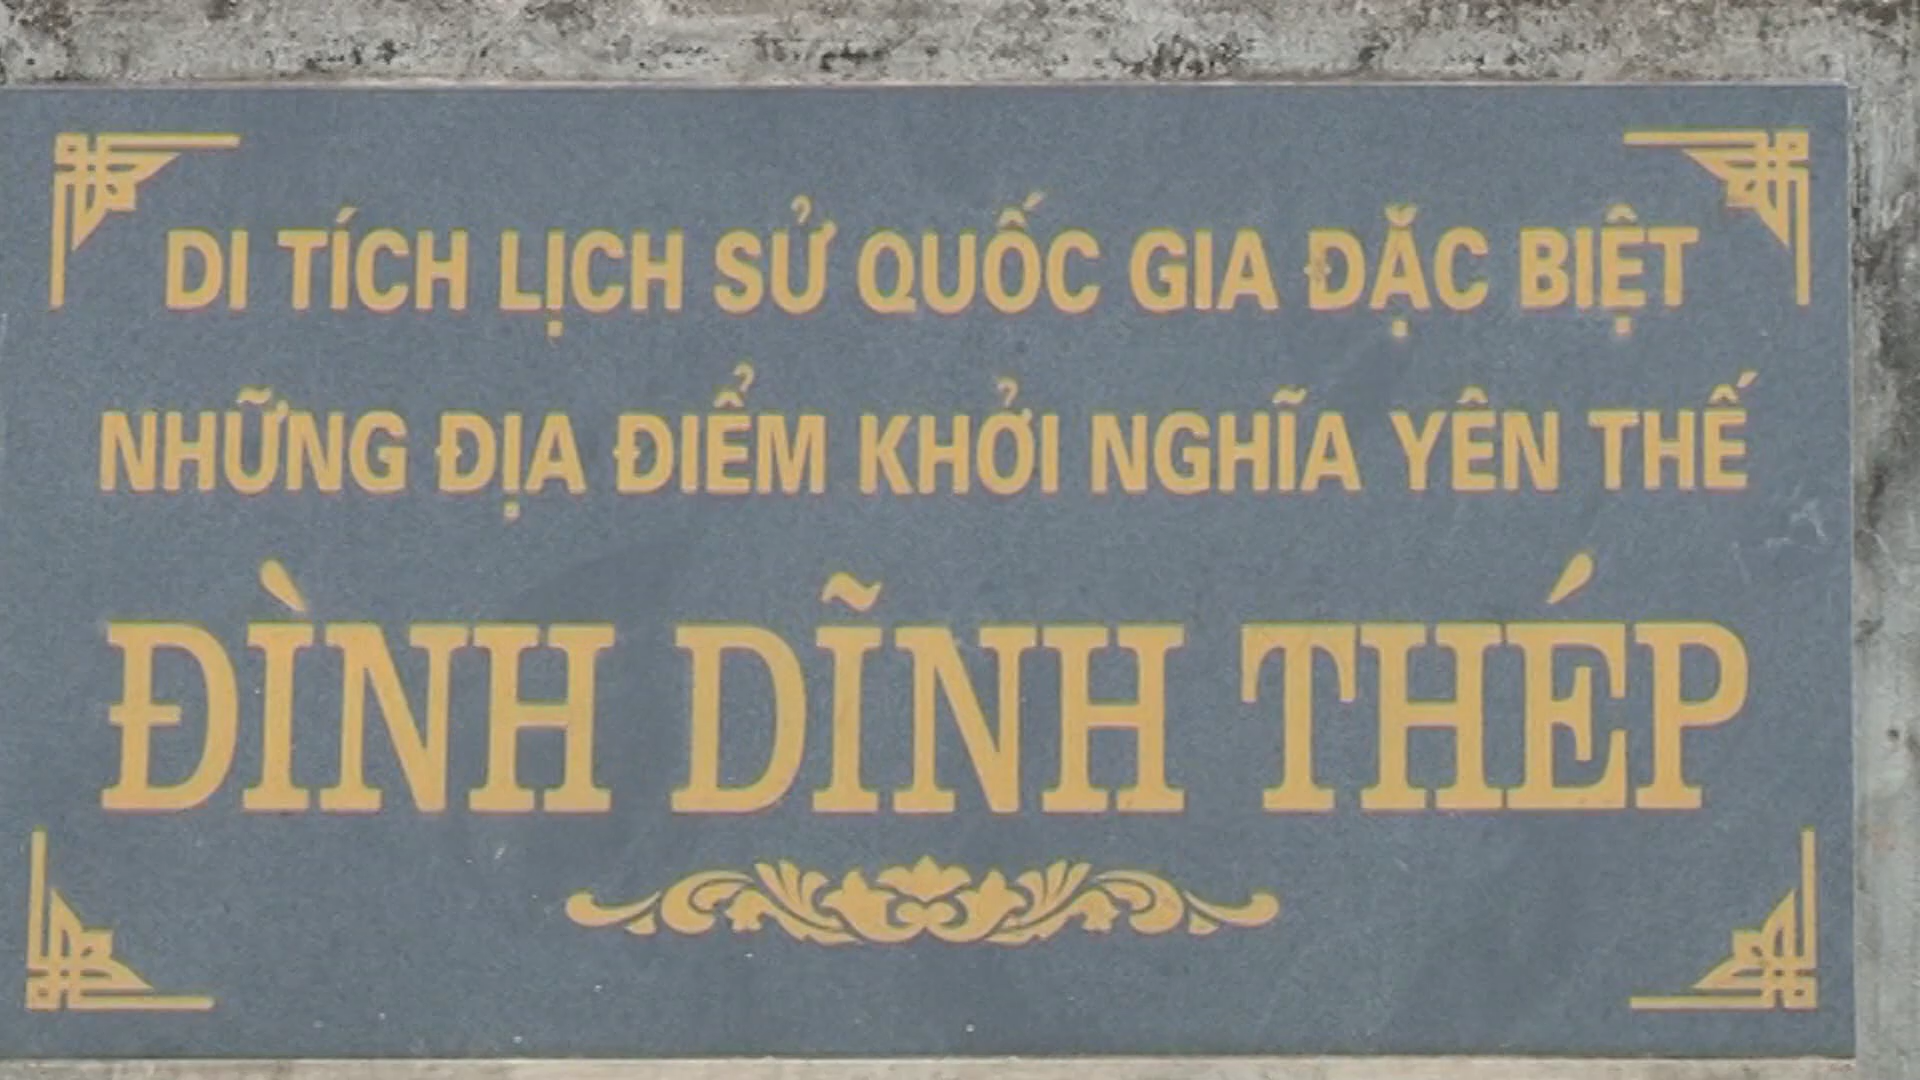 DI TÍCH LỊCH SỬ QUỐC GIA ĐẶC BIỆT
NHỮNG ĐỊA ĐIỂM KHỞI NGHĨA YÊN THẾ
ĐÌNH DĨNH THÉP